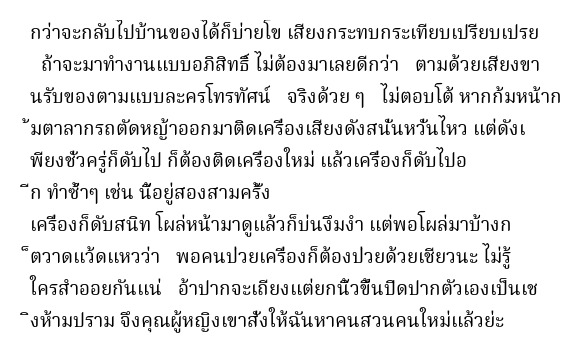 กว่าจะกลับไปบ้านของได้ก็บ่ายโข เสียงกระทบกระเทียบเปรียบเปรย
ถ้าจะมาทำงานแบบอภิสิทธิ์ ไม่ต้องมาเลยดีกว่า ตามด้วยเสียงขา
นรับของตามแบบละครโทรทัศน์ จริงด้วย ๆ ไม่ตอบโต้ หากก้มหน้าก
้มตาลากรถตัดหญ้าออกมาติดเครื่องเสียงดังสนั่นหวั่นไหว แต่ดังเ
พียงชั่วครู่ก็ดับไป ก็ต้องติดเครื่องใหม่ แล้วเครื่องก็ดับไปอ
ีก ทำซ้ำๆ เช่น นี้อยู่สองสามครั้ง
เครื่องก็ดับสนิท โผล่หน้ามาดูแล้วก็บ่นงึมงำ แต่พอโผล่มาบ้างก
็ตวาดแว้ดแหวว่า พอคนป่วยเครื่องก็ต้องป่วยด้วยเชียวนะ ไม่รู้
ใครสำออยกันแน่ อ้าปากจะเถียงแต่ยกนิ้วขึ้นปิดปากตัวเองเป็นเช
ิงห้ามปราม จึงคุณผู้หญิงเขาสั่งให้ฉันหาคนสวนคนใหม่แล้วย่ะ